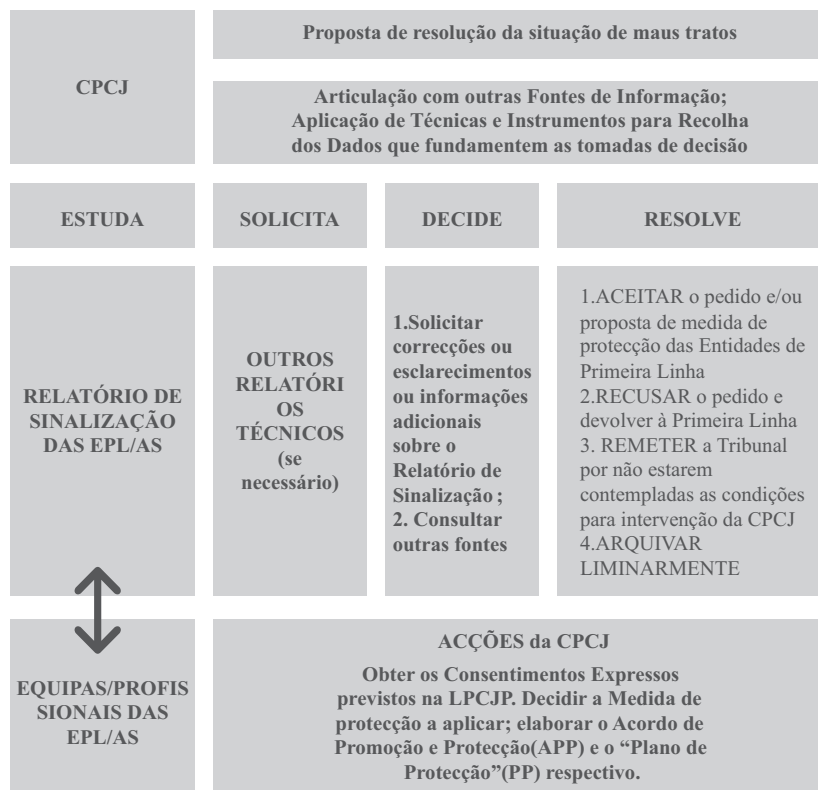 CPCJ
Proposta de resolução da situação de maus tratos
Articulação com outras Fontes de Informação;
Aplicação de Técnicas e Instrumentos para Recolha
dos Dados que fundamentem as tomadas de decisão
ESTUDA
SOLICITA
DECIDE
RESOLVE
RELATÓRIO DE
SINALIZAÇÃO
DAS EPL/AS
OUTROS
RELATÓRI
OS
TÉCNICOS
(se
necessário)
1.Solicitar
correcções ou
esclarecimentos
ou informações
adicionais
sobre o
Relatório de
Sinalização ;
2. Consultar
outras fontes
1.ACEITAR o pedido e/ou
proposta de medida de
protecção das Entidades de
Primeira Linha
2.RECUSAR o pedido e
devolver à Primeira Linha
3. REMETER a Tribunal
por não estarem
contempladas as condições
para intervenção da CPCJ
4.ARQUIVAR
LIMINARMENTE
EQUIPAS/PROFIS
SIONAIS DAS
EPL/AS
ACÇÕES da CPCJ
Obter os Consentimentos Expressos
previstos na LPCJP. Decidir a Medida de
protecção a aplicar; elaborar o Acordo de
Promoção e Protecção(APP) e o “Plano de
Protecção”(PP) respectivo.